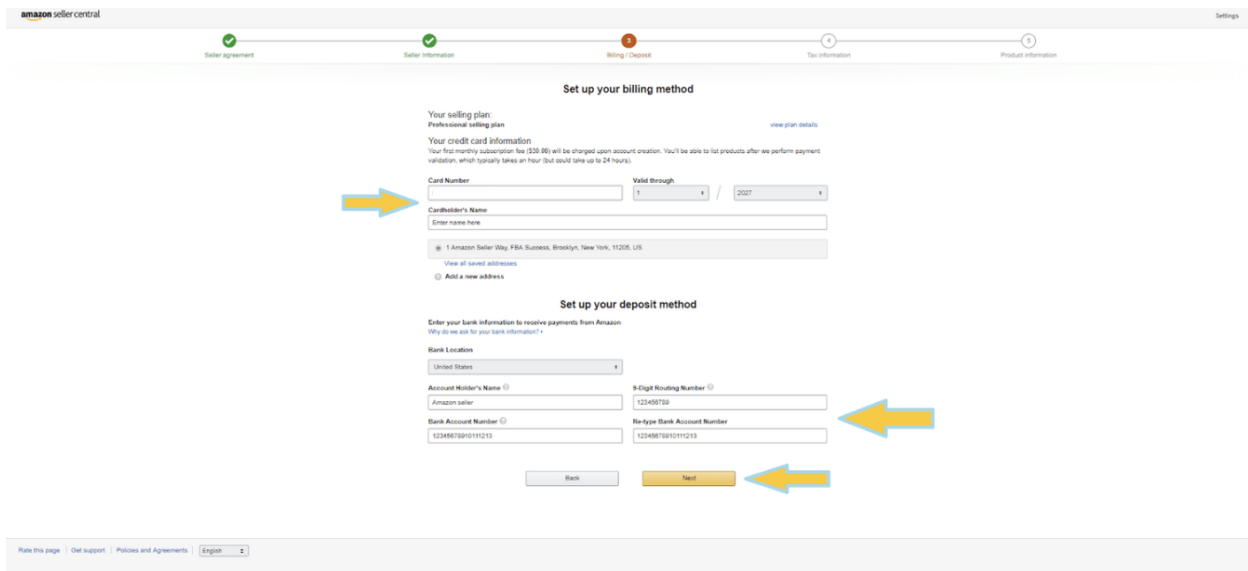 amazon seller central
Settings
3
4
5
Seller agreement
Seller Information
Billing / Deposit
Tax information
Product information
Set up your billing method
Your selling plan:
Professional selling plan
view plan details
Your credit card information
Your first monthly subscription fee ($39.99) will be charged upon account creation. You'll be able to list products after we perform payment
validation, which typically takes an hour (but could take up to 24 hours).
Card Number
Valid through
1
/
2027
Cardholder's Name
Enter name here
1 Amazon Seller Way, FBA Success, Brooklyn, New York, 11205, US
View all saved addresses
Add a new address
Set up your deposit method
Enter your bank information to receive payments from Amazon
Why do we ask for your bank information?
Bank Location
United States
Account Holder's Name
9-Digit Routing Number
Amazon seller
123456789
Bank Account Number
Re-type Bank Account Number
12345678910111213
12345678910111213
Back
Next
Rate this page | Get support | Policies and Agreements | English